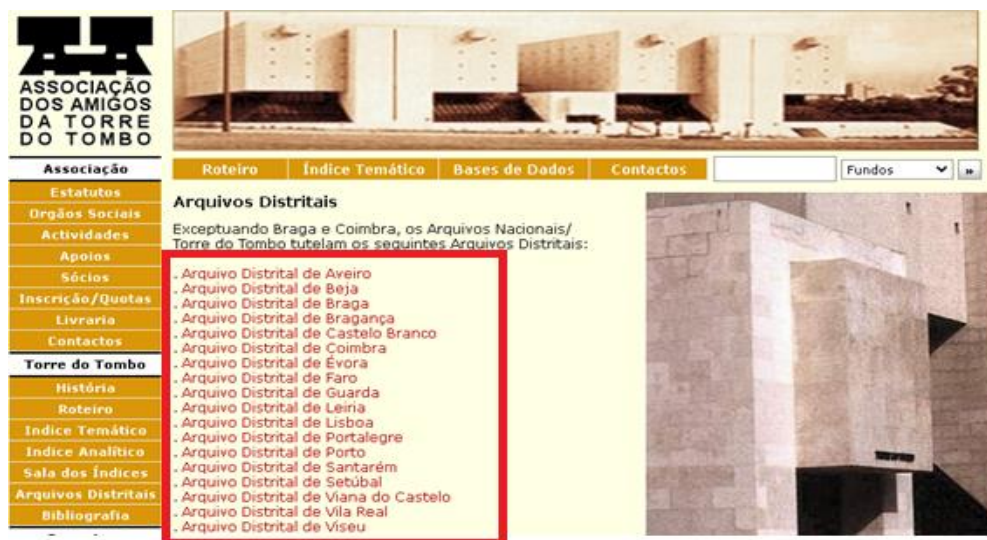 ASSOCIAÇÃO
DOS AMIGOS
DA TORRE
DO TOMBO
Associação
Estatutos
Orgãos Sociais
Actividades
Apoios
Sócios
Inscrição/Quotas
Livraria
Contactos
Torre do Tombo
História
Roteiro
Indice Temático
Indice Analítico
Sala dos Índices
Arquivos Distritais
Bibliografia
Roteiro
Índice Temático
Bases de Dados
Contactos
Fundos
»
Arquivos Distritais
Exceptuando Braga e Coimbra, os Arquivos Nacionais/
Torre do Tombo tutelam os seguintes Arquivos Distritais:
. Arquivo Distrital de Aveiro
. Arquivo Distrital de Beja
. Arquivo Distrital de Braga
. Arquivo Distrital de Bragança
. Arquivo Distrital de Castelo Branco
. Arquivo Distrital de Coimbra
. Arquivo Distrital de Évora
. Arquivo Distrital de Faro
. Arquivo Distrital de Guarda
. Arquivo Distrital de Leiria
. Arquivo Distrital de Lisboa
. Arquivo Distrital de Portalegre
. Arquivo Distrital de Porto
. Arquivo Distrital de Santarém
. Arquivo Distrital de Setúbal
. Arquivo Distrital de Viana do Castelo
. Arquivo Distrital de Vila Real
. Arquivo Distrital de Viseu